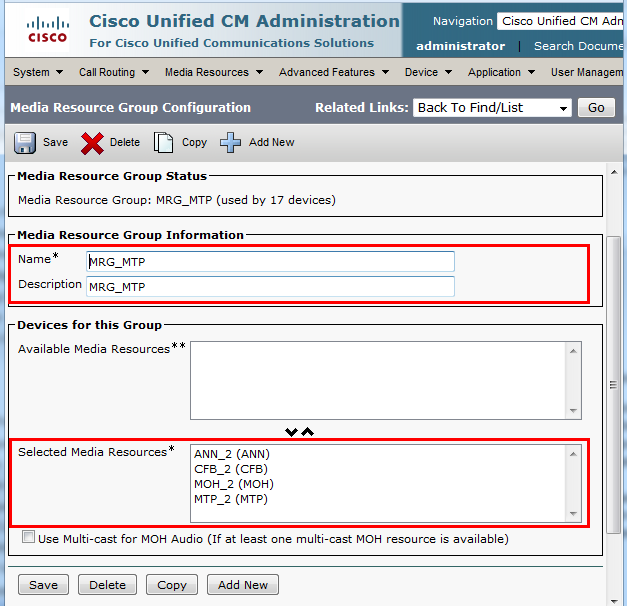 Cisco Unified CM Administration
For Cisco Unified Communications Solutions
CISCO
Navigation Cisco Unified CM Adm
administrator | Search Docume
System Call Routing Media Resources Advanced Features Device Application User Managem
Media Resource Group Configuration Related Links: Back To Find/List Go
Save Delete Copy Add New
Media Resource Group Status
Media Resource Group: MRG_MTP (used by 17 devices)
Media Resource Group Information
Name* MRG_MTP
Description MRG_MTP
Devices for this Group
Available Media Resources**
Selected Media Resources* ANN_2 (ANN)
CFB_2 (CFB)
MOH_2 (MOH)
MTP_2 (MTP)
Use Multi-cast for MOH Audio (If at least one multi-cast MOH resource is available)
Save Delete Copy Add New